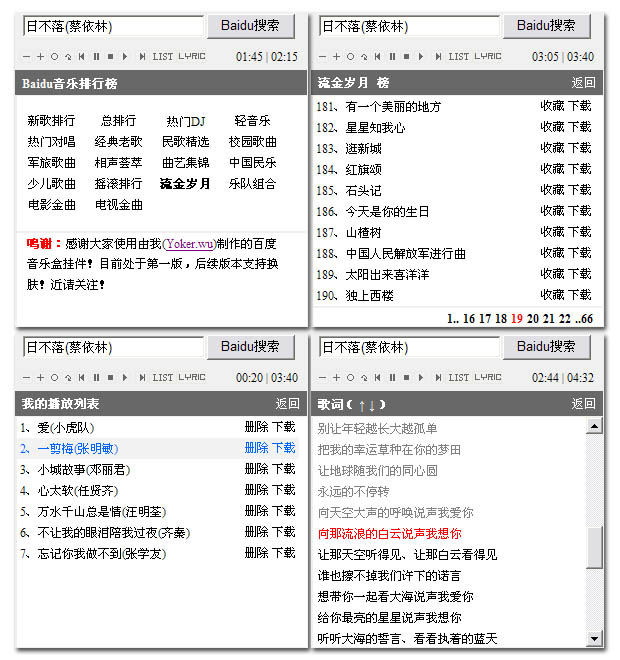 日不落(蔡依林) Baidu搜索
LIST LYRIC 01:45 | 02:15
Baidu音乐排行榜
新歌排行 总排行 热门DJ 轻音乐
热门对唱 经典老歌 民歌精选 校园歌曲
军旅歌曲 相声荟萃 曲艺集锦 中国民乐
少儿歌曲 摇滚排行 流金岁月 乐队组合
电影金曲 电视金曲
鸣谢：感谢大家使用由我(Yoker.wu)制作的百度
音乐盒挂件！目前处于第一版，后续版本支持换
肤！近请关注！
日不落(蔡依林) Baidu搜索
LIST LYRIC 03:05 | 03:40
流金岁月 榜 返回
181、有一个美丽的地方 收藏 下载
182、星星知我心 收藏 下载
183、逛新城 收藏 下载
184、红旗颂 收藏 下载
185、石头记 收藏 下载
186、今天是你的生日 收藏 下载
187、山楂树 收藏 下载
188、中国人民解放军进行曲 收藏 下载
189、太阳出来喜洋洋 收藏 下载
190、独上西楼 收藏 下载
1.. 16 17 18 19 20 21 22 ..66
日不落(蔡依林) Baidu搜索
LIST LYRIC 00:20 | 03:40
我的播放列表 返回
1、爱(小虎队) 删除 下载
2、一剪梅(张明敏) 删除 下载
3、小城故事(邓丽君) 删除 下载
4、心太软(任贤齐) 删除 下载
5、万水千山总是情(汪明荃) 删除 下载
6、不让我的眼泪陪我过夜(齐秦) 删除 下载
7、忘记你我做不到(张学友) 删除 下载
日不落(蔡依林) Baidu搜索
LIST LYRIC 02:44 | 04:32
歌词（ ↑ ↓ ） 返回
别让年轻越长大越孤单
把我的幸运草种在你的梦田
让地球随我们的同心圆
永远的不停转
向天空大声的呼唤说声我爱你
向那流浪的白云说声我想你
让那天空听得见、让那白云看得见
谁也擦不掉我们许下的诺言
想带你一起看大海说声我爱你
给你最亮的星星说声我想你
听听大海的誓言、看看执着的蓝天